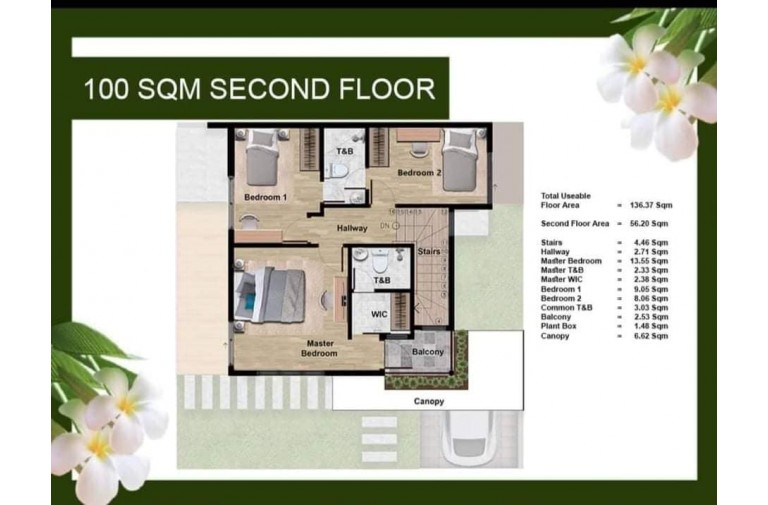 100 SQM SECOND FLOOR
T&B
Bedroom 2
Bedroom 1
Hallway
DN
Stairs
T&B
WIC
Master
Bedroom
Balcony
Canopy
Total Useable
Floor Area = 136.37 Sqm
Second Floor Area = 56.20 Sqm
Stairs = 4.46 Sqm
Hallway = 2.71 Sqm
Master Bedroom = 13.55 Sqm
Master T&B = 2.33 Sqm
Master WIC = 2.38 Sqm
Bedroom 1 = 9.05 Sqm
Bedroom 2 = 8.06 Sqm
Common T&B = 3.03 Sqm
Balcony = 2.53 Sqm
Plant Box = 1.48 Sqm
Canopy = 6.62 Sqm